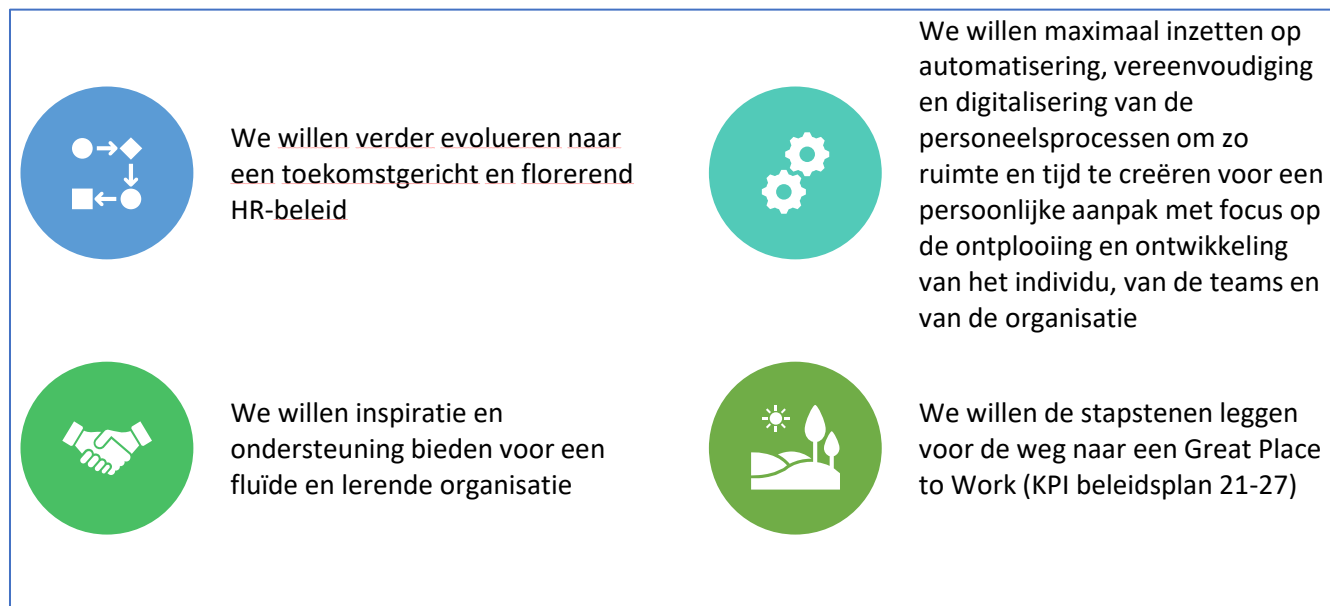 We willen verder evolueren naar
een toekomstgericht en florerend
HR-beleid
We willen maximaal inzetten op
automatisering, vereenvoudiging
en digitalisering van de
personeelsprocessen om zo
ruimte en tijd te creëren voor een
persoonlijke aanpak met focus op
de ontplooiing en ontwikkeling
van het individu, van de teams en
van de organisatie
We willen inspiratie en
ondersteuning bieden voor een
fluïde en lerende organisatie
We willen de stapstenen leggen
voor de weg naar een Great Place
to Work (KPI beleidsplan 21-27)